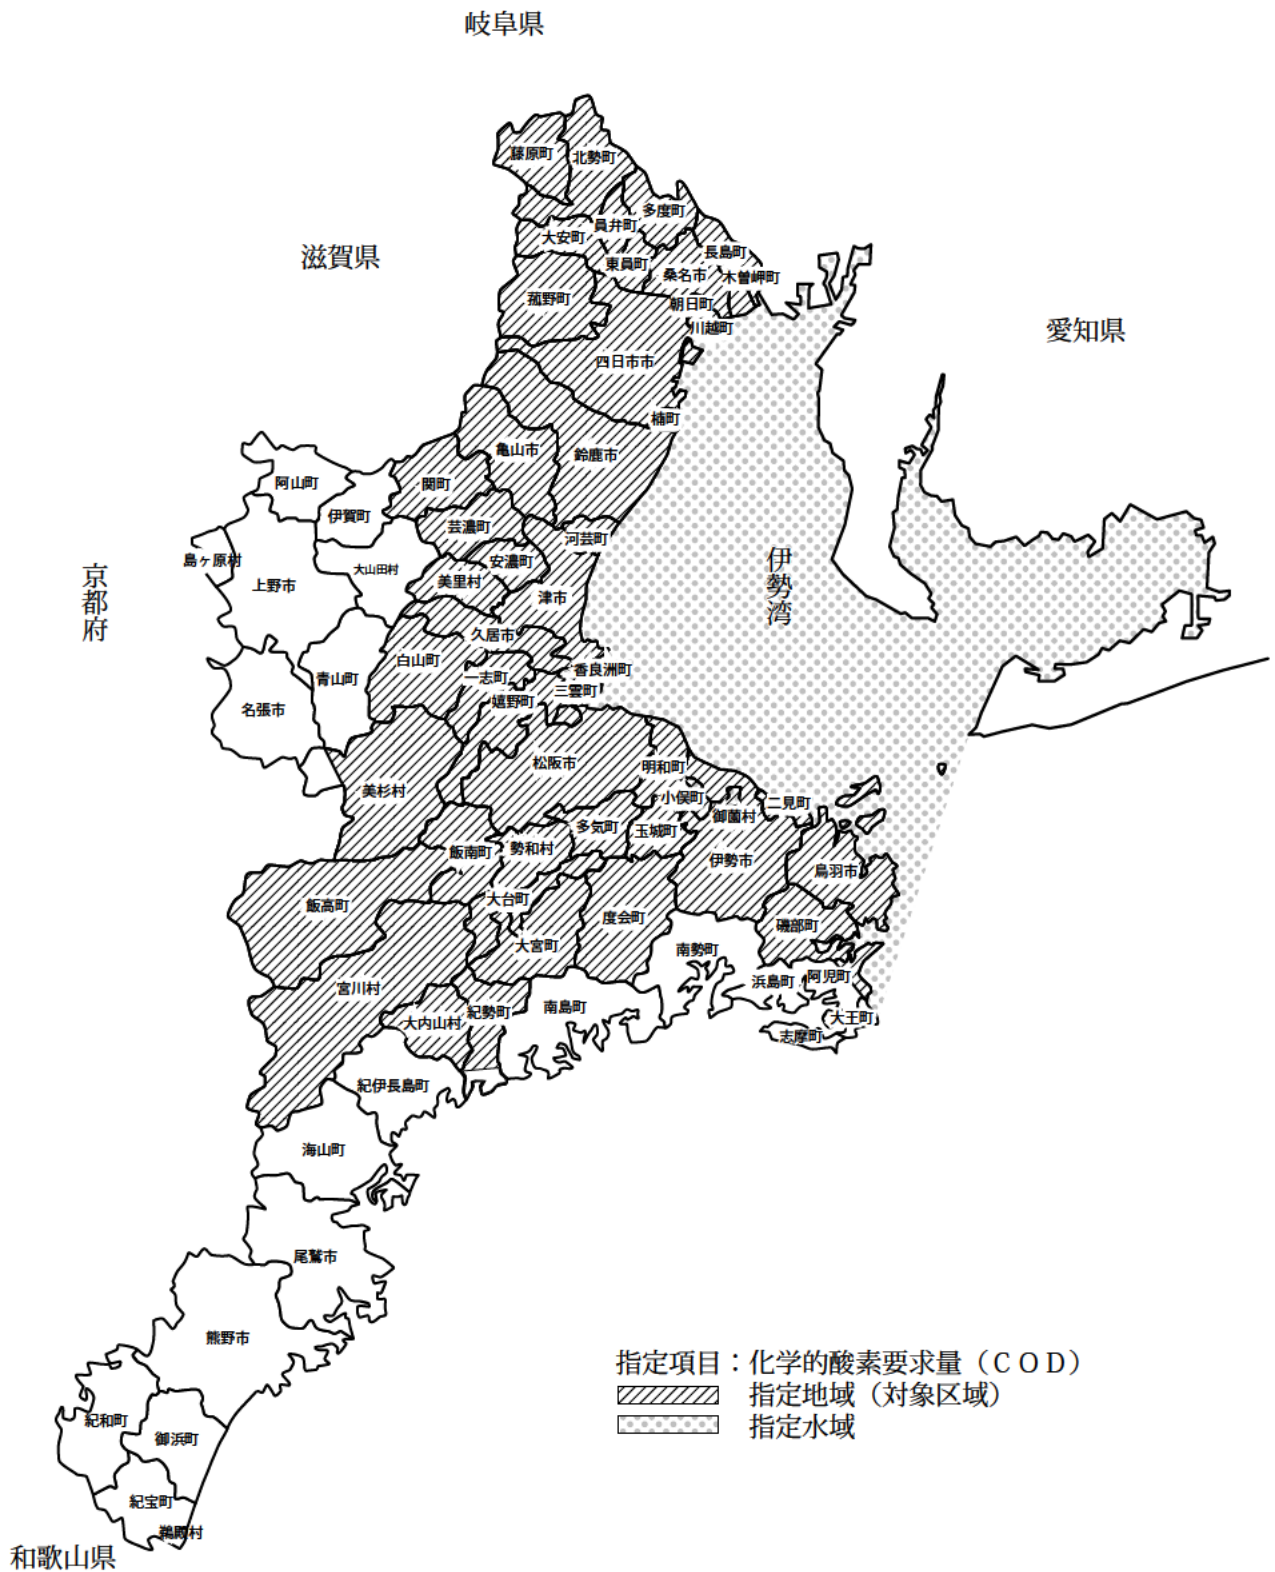 岐阜県
藤原町
北勢町
多度町
員弁町
大安町
滋賀県
長島町
東員町
桑名市
木曽岬町
菰野町
朝日町
川越町
愛知県
四日市市
楠町
亀山市
鈴鹿市
阿山町
関町
伊賀町
芸濃町
河芸町
島ヶ原村
安濃町
大山田村
美里村
上野市
伊勢湾
京都府
津市
久居市
白山町
香良洲町
一志町
青山町
三雲町
嬉野町
名張市
松阪市
明和町
美杉村
小俣町
二見町
御薗村
多気町
玉城町
勢和村
飯南町
伊勢市
鳥羽市
大台町
飯高町
度会町
磯部町
大宮町
南勢町
阿児町
浜島町
宮川村
南島町
紀勢町
大王町
大内山村
志摩町
紀伊長島町
海山町
尾鷲市
熊野市
指定項目：化学的酸素要求量（ＣＯＤ）
指定地域（対象区域）
指定水域
紀和町
御浜町
紀宝町
鵜殿村
和歌山県